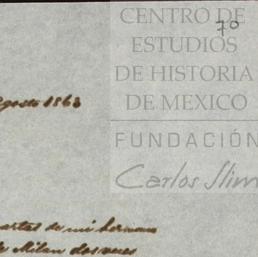 CENTRO DE
70
ESTUDIOS
DE HISTORIA
DE MEXICO
FUNDACIÓN
Carlos Slim
agosto 1863
cartas de mi hermano
de Milan dos veces